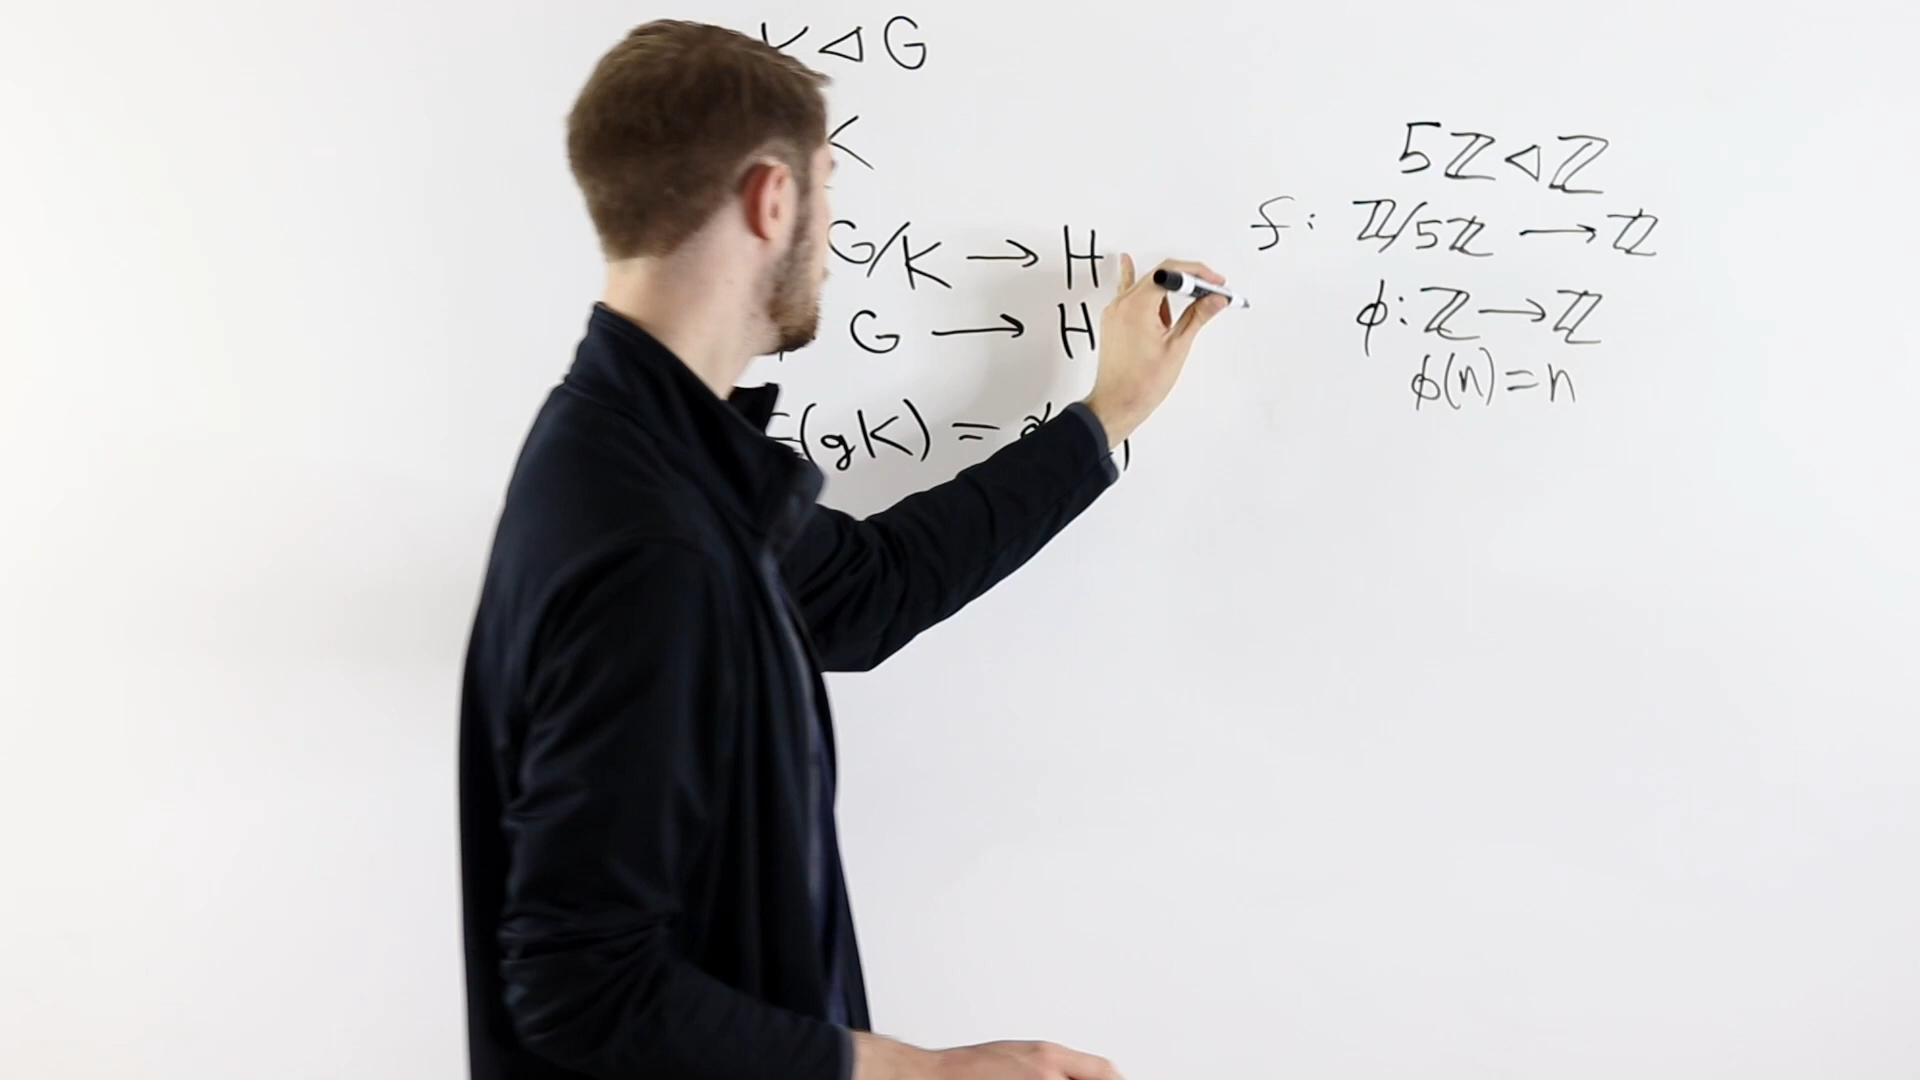 ◁ G
K
G/K → H
G → H
(gK) =
5ℤ ◁ ℤ
f: ℤ/5ℤ → ℤ
ϕ: ℤ → ℤ
ϕ(n) = n